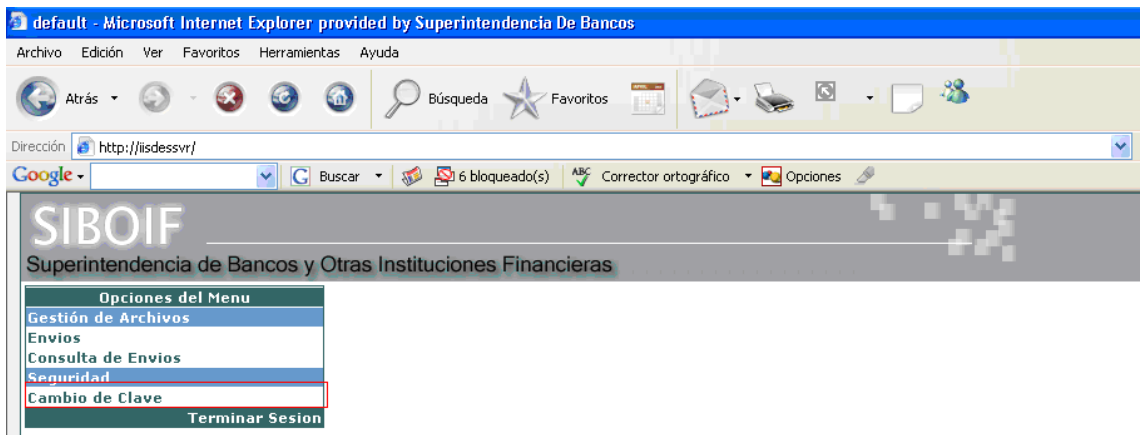 default - Microsoft Internet Explorer provided by Superintendencia De Bancos
Archivo Edición Ver Favoritos Herramientas Ayuda
Atrás Búsqueda Favoritos
Dirección http://iisdessvr/
Google Buscar 6 bloqueado(s) ABC Corrector ortográfico Opciones
SIBOIF
Superintendencia de Bancos y Otras Instituciones Financieras
Opciones del Menu
Gestión de Archivos
Envios
Consulta de Envios
Seguridad
Cambio de Clave
Terminar Sesion